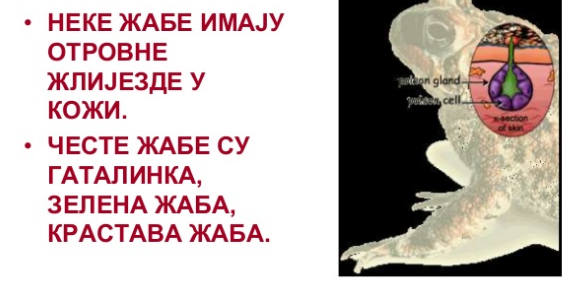 НЕКЕ ЖАБЕ ИМАЈУ
ОТРОВНЕ
ЖЛИЈЕЗДЕ У
КОЖИ.
ЧЕСТЕ ЖАБЕ СУ
ГАТАЛИНКА,
ЗЕЛЕНА ЖАБА,
КРАСТАВА ЖАБА.
poison gland
poison cell
x-section
of skin